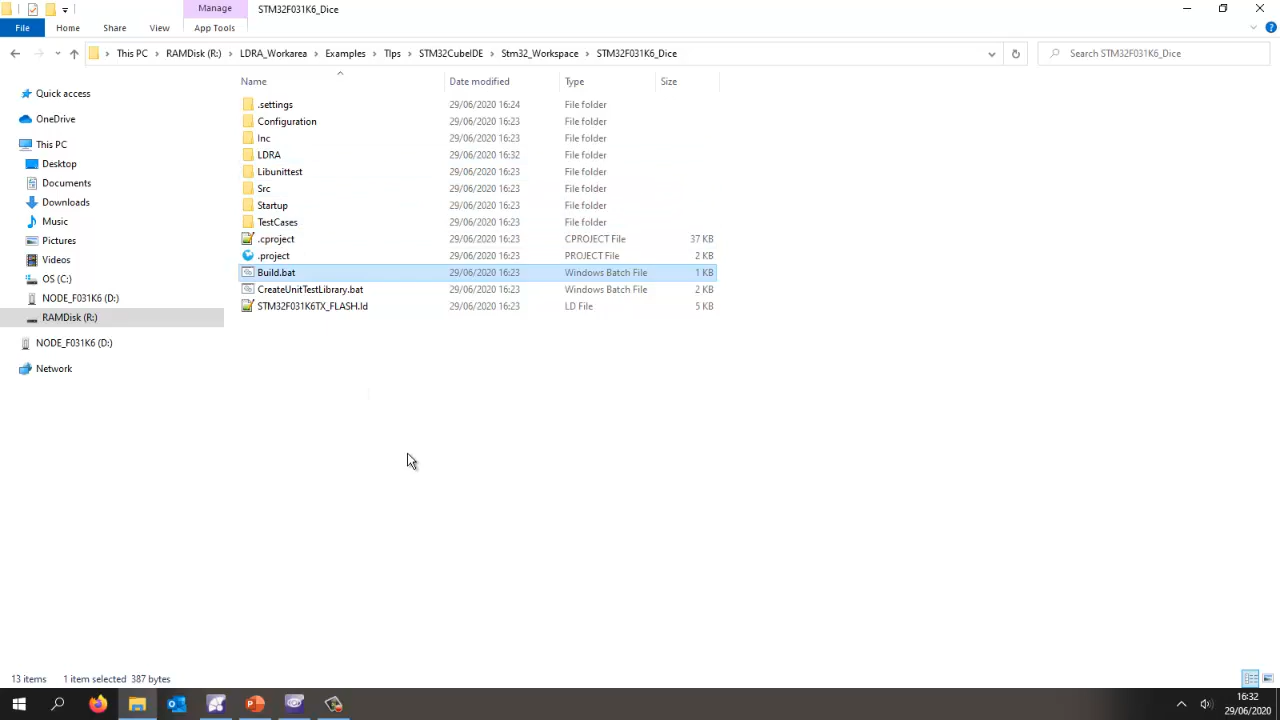 Manage
STM32F031K6_Dice
File
Home
Share
View
App Tools
This PC
RAMDisk (R:)
LDRA_Workarea
Examples
TIps
STM32CubeIDE
Stm32_Workspace
STM32F031K6_Dice
Search STM32F031K6_Dice
Name
Date modified
Type
Size
Quick access
OneDrive
This PC
Desktop
Documents
Downloads
Music
Pictures
Videos
OS (C:)
NODE_F031K6 (D:)
RAMDisk (R:)
NODE_F031K6 (D:)
Network
.settings 29/06/2020 16:24 File folder
Configuration 29/06/2020 16:23 File folder
Inc 29/06/2020 16:23 File folder
LDRA 29/06/2020 16:32 File folder
Libunittest 29/06/2020 16:23 File folder
Src 29/06/2020 16:23 File folder
Startup 29/06/2020 16:23 File folder
TestCases 29/06/2020 16:23 File folder
.cproject 29/06/2020 16:23 CPROJECT File 37 KB
.project 29/06/2020 16:23 PROJECT File 2 KB
Build.bat 29/06/2020 16:23 Windows Batch File 1 KB
CreateUnitTestLibrary.bat 29/06/2020 16:23 Windows Batch File 2 KB
STM32F031K6TX_FLASH.ld 29/06/2020 16:23 LD File 5 KB
13 items 1 item selected 387 bytes
16:32
29/06/2020